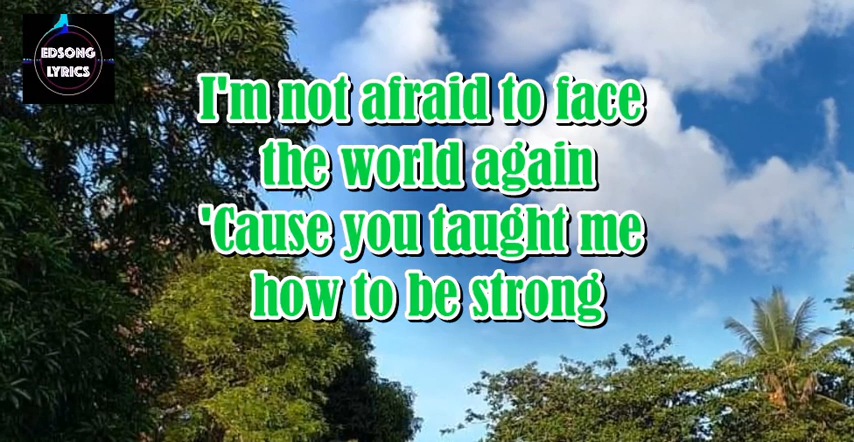 EDSONG
LYRICS
I'm not afraid to face
the world again
'Cause you taught me
how to be strong